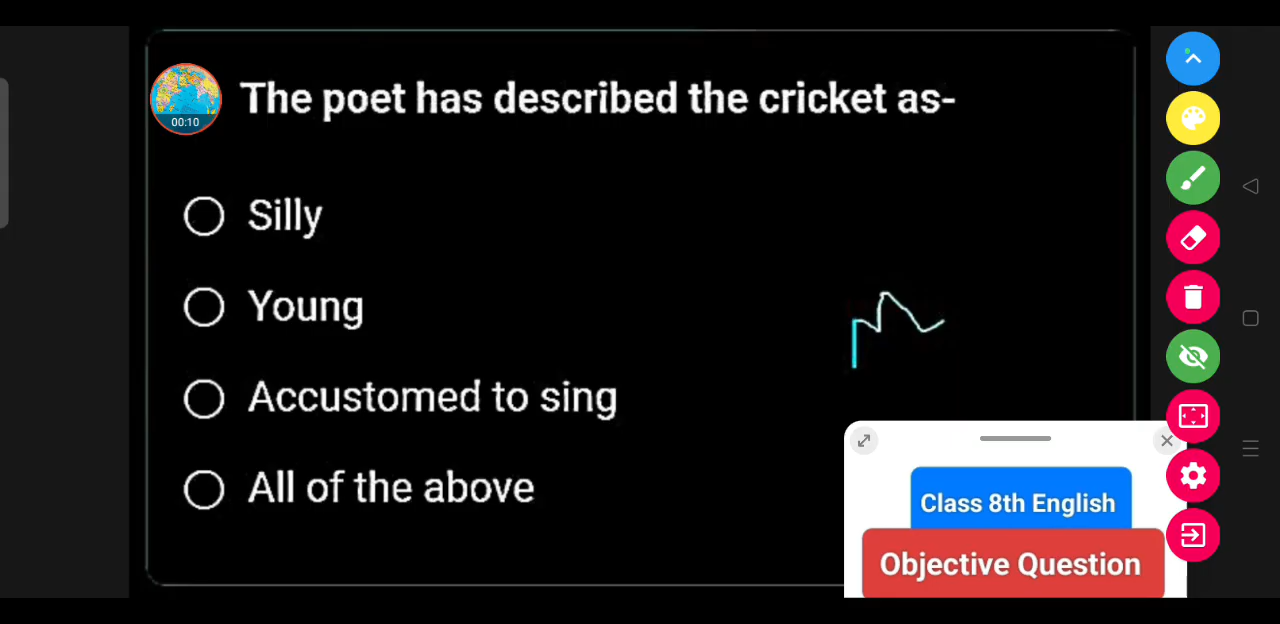 The poet has described the cricket as-
00:10
Silly
Young
Accustomed to sing
All of the above
Class 8th English
Objective Question